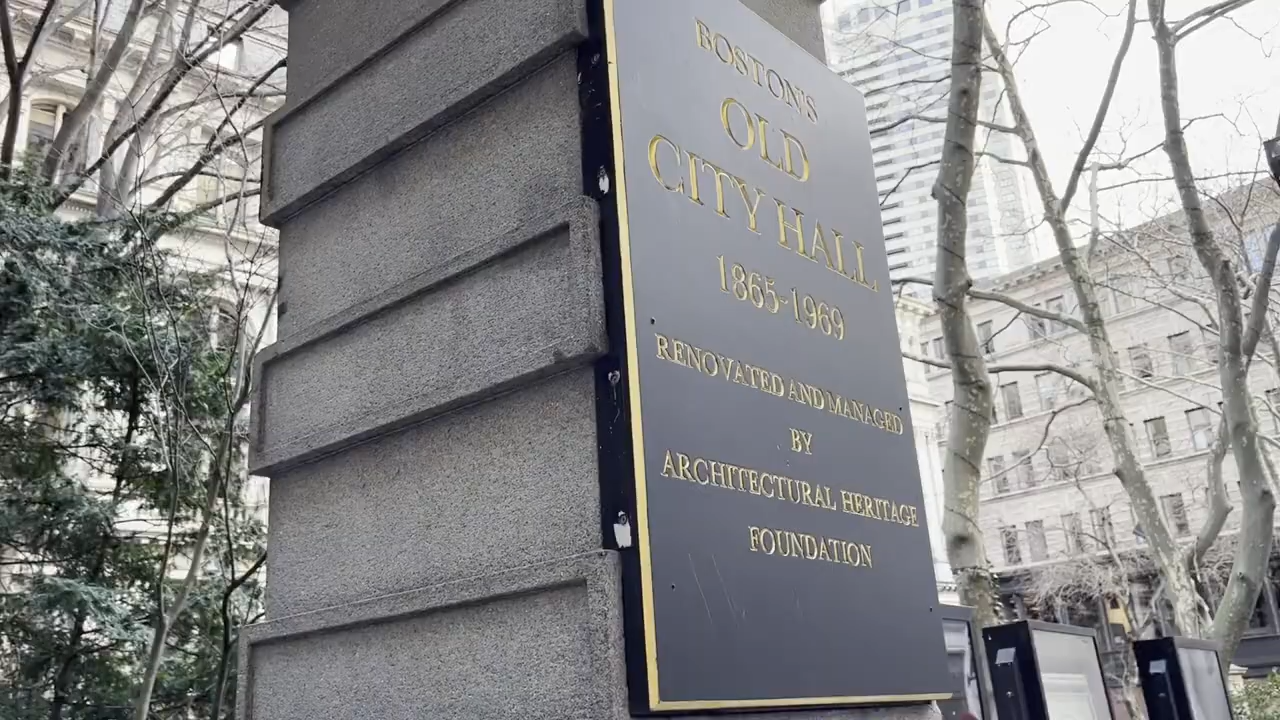 BOSTON'S
OLD
CITY HALL
1865-1969
RENOVATED AND MANAGED
BY
ARCHITECTURAL HERITAGE
FOUNDATION